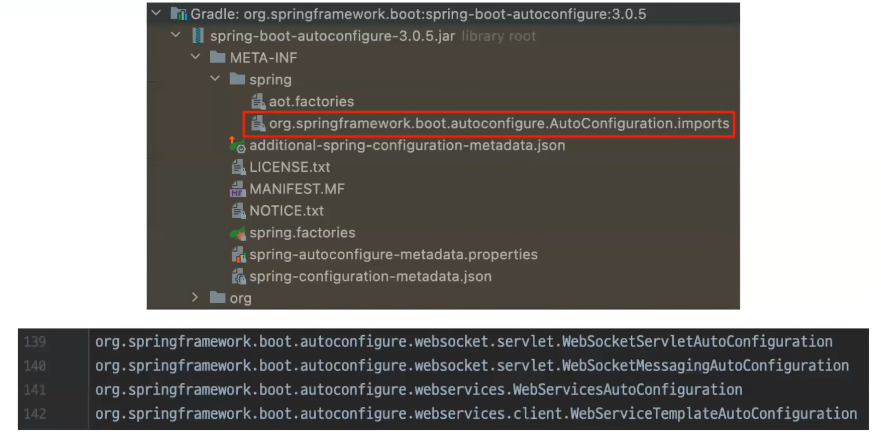 Gradle: org.springframework.boot:spring-boot-autoconfigure:3.0.5
spring-boot-autoconfigure-3.0.5.jar library root
META-INF
spring
aot.factories
org.springframework.boot.autoconfigure.AutoConfiguration.imports
additional-spring-configuration-metadata.json
LICENSE.txt
MANIFEST.MF
NOTICE.txt
spring.factories
spring-autoconfigure-metadata.properties
spring-configuration-metadata.json
org
139 org.springframework.boot.autoconfigure.websocket.servlet.WebSocketServletAutoConfiguration
140 org.springframework.boot.autoconfigure.websocket.servlet.WebSocketMessagingAutoConfiguration
141 org.springframework.boot.autoconfigure.webservices.WebServicesAutoConfiguration
142 org.springframework.boot.autoconfigure.webservices.client.WebServiceTemplateAutoConfiguration